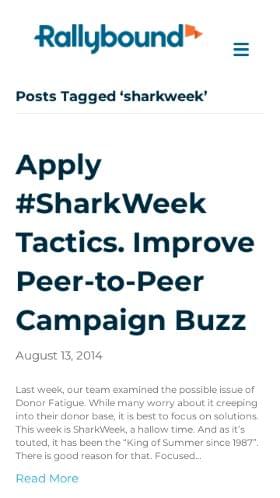 Rallybound
Posts Tagged ‘sharkweek’
Apply
#SharkWeek
Tactics. Improve
Peer-to-Peer
Campaign Buzz
August 13, 2014
Last week, our team examined the possible issue of
Donor Fatigue. While many worry about it creeping
into their donor base, it is best to focus on solutions.
This week is SharkWeek, a hallow time. And as it’s
touted, it has been the “King of Summer since 1987”.
There is good reason for that. Focused...
Read More